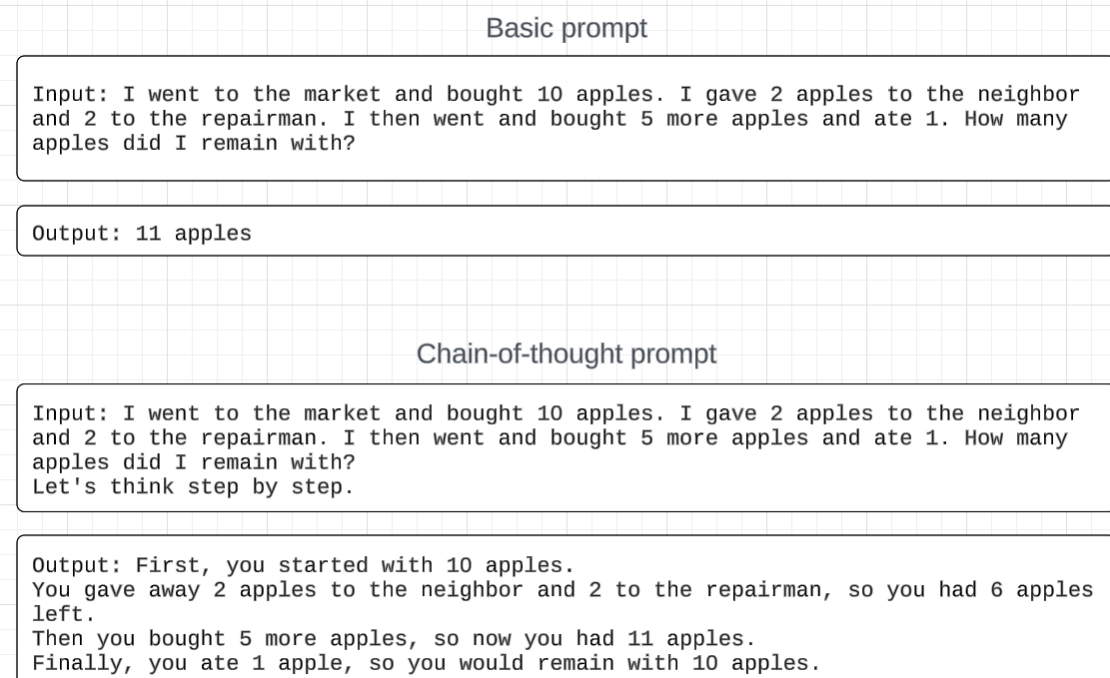 Basic prompt
Input: I went to the market and bought 10 apples. I gave 2 apples to the neighbor
and 2 to the repairman. I then went and bought 5 more apples and ate 1. How many
apples did I remain with?
Output: 11 apples
Chain-of-thought prompt
Input: I went to the market and bought 10 apples. I gave 2 apples to the neighbor
and 2 to the repairman. I then went and bought 5 more apples and ate 1. How many
apples did I remain with?
Let's think step by step.
Output: First, you started with 10 apples.
You gave away 2 apples to the neighbor and 2 to the repairman, so you had 6 apples
left.
Then you bought 5 more apples, so now you had 11 apples.
Finally, you ate 1 apple, so you would remain with 10 apples.